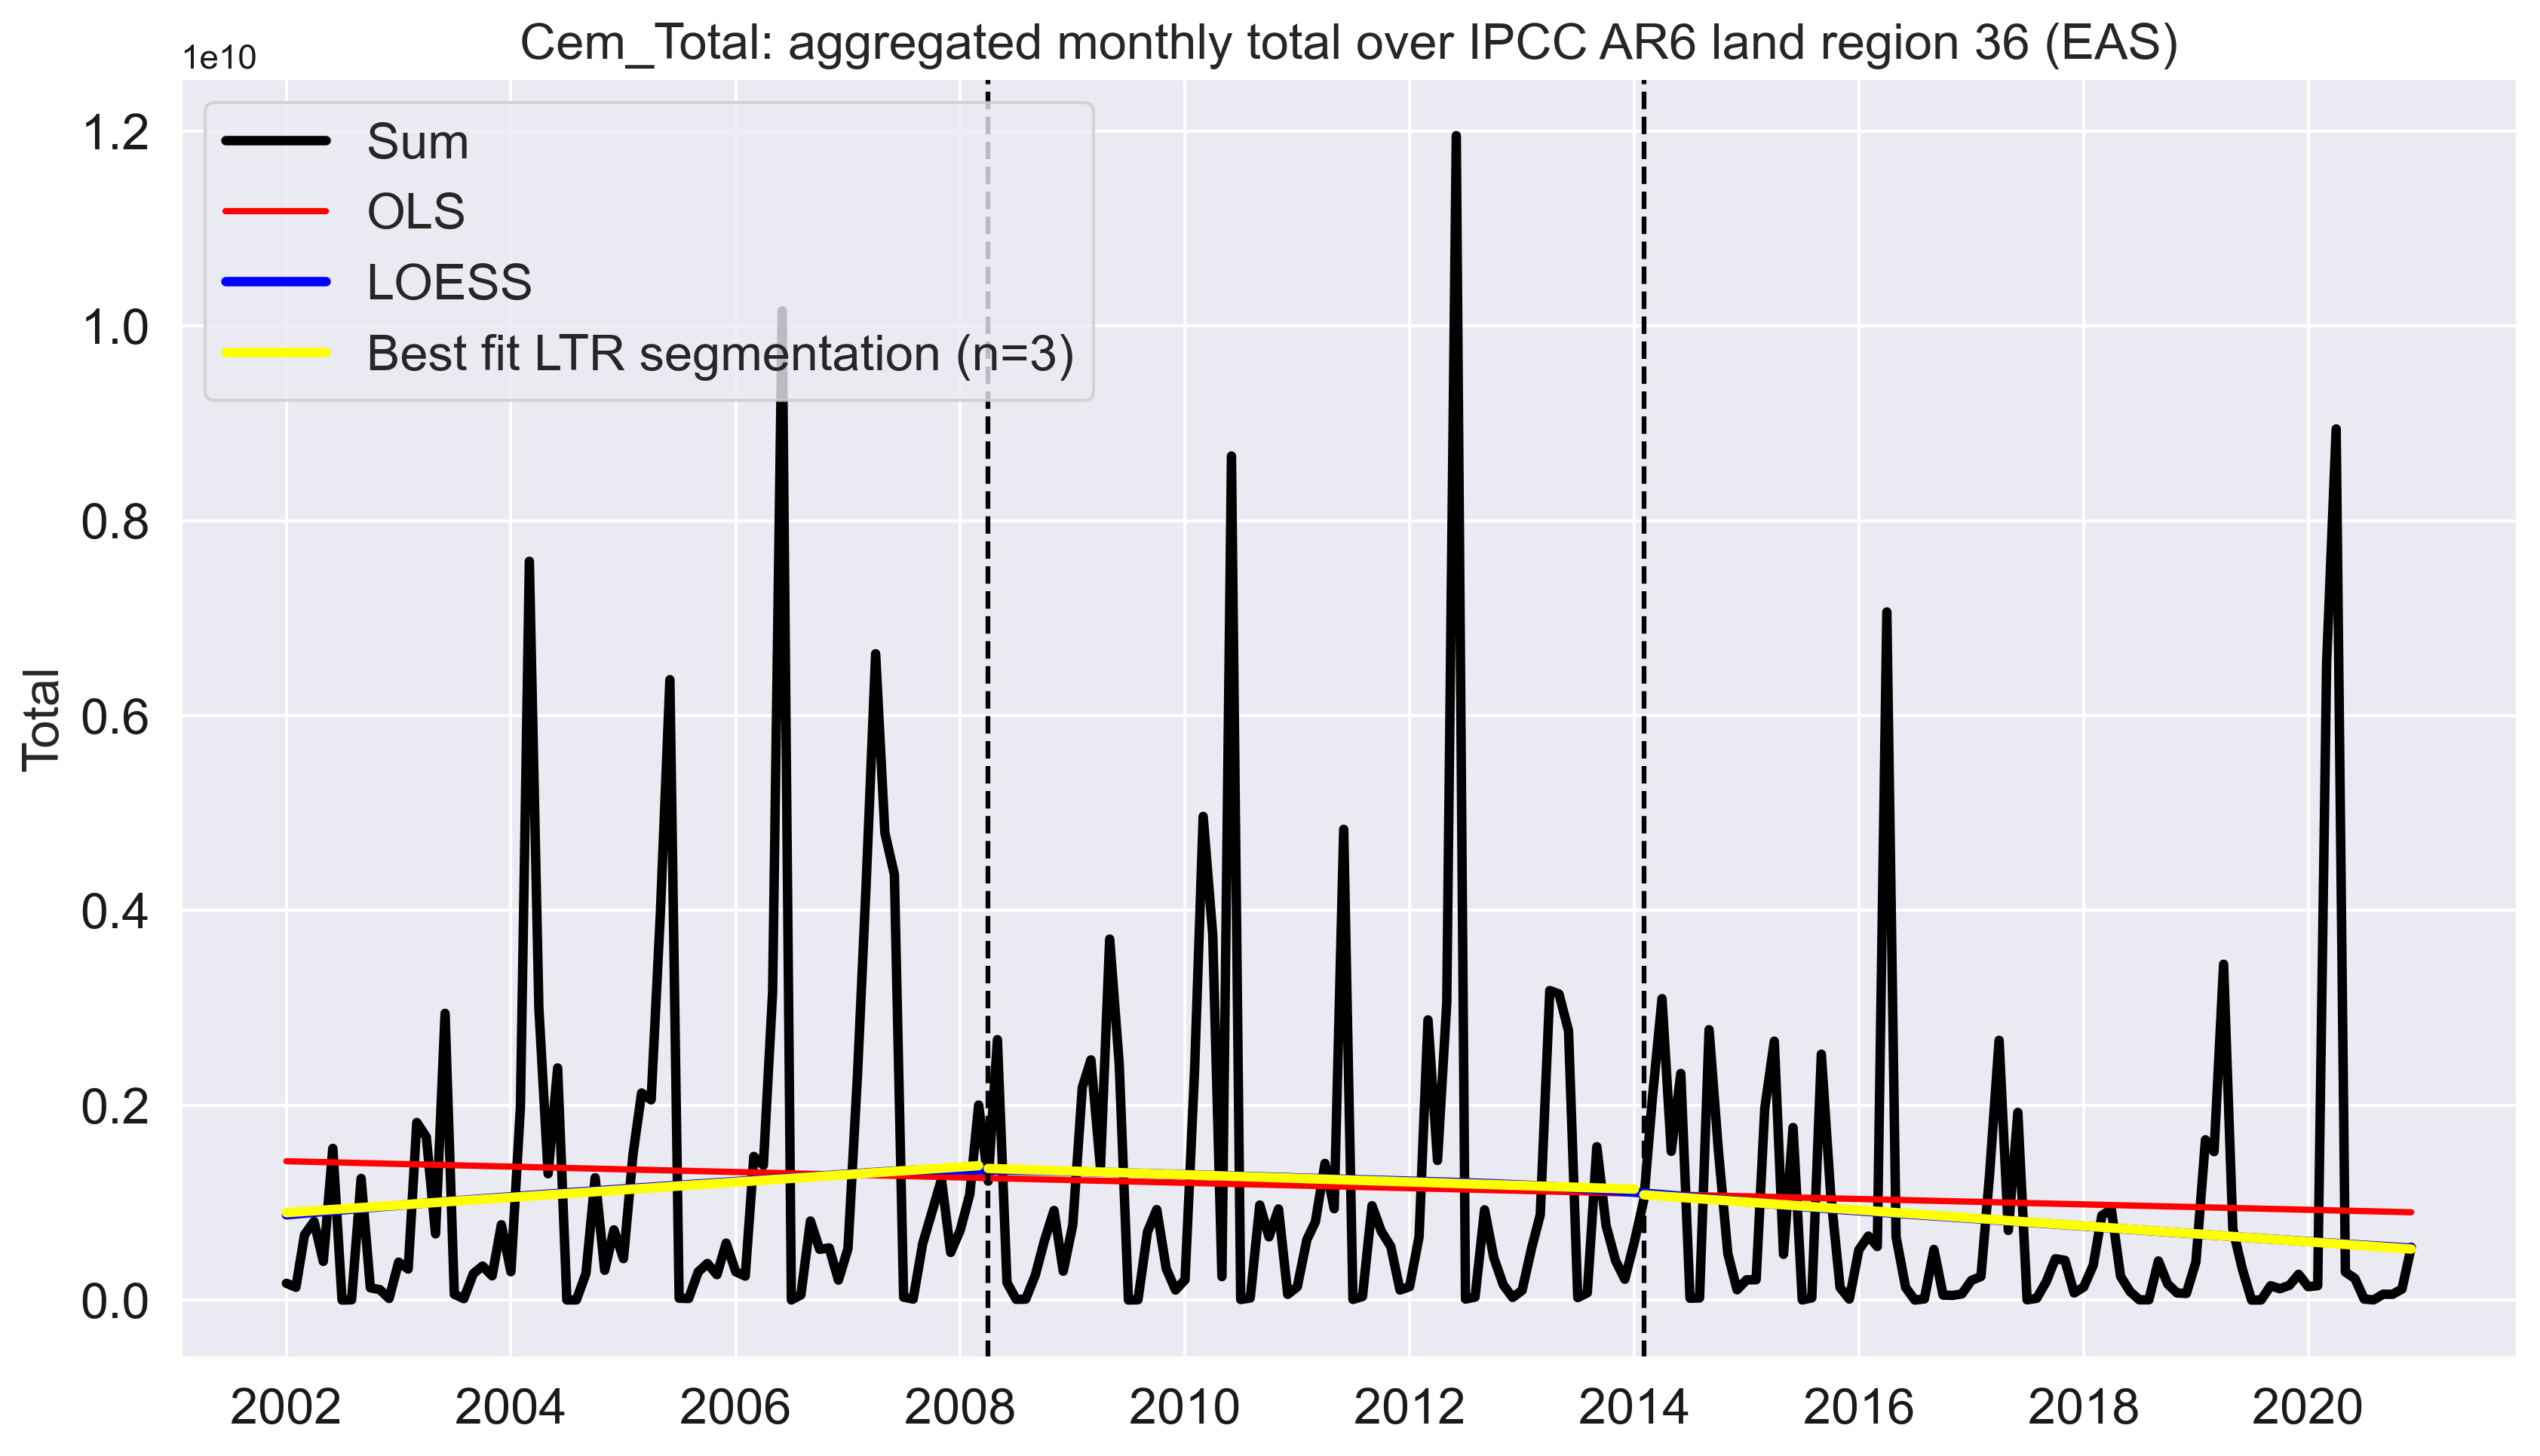 Cem_Total: aggregated monthly total over IPCC AR6 land region 36 (EAS)
1e10
Sum
OLS
LOESS
Best fit LTR segmentation (n=3)
1.2
1.0
0.8
0.6
0.4
0.2
0.0
Total
2002 2004 2006 2008 2010 2012 2014 2016 2018 2020